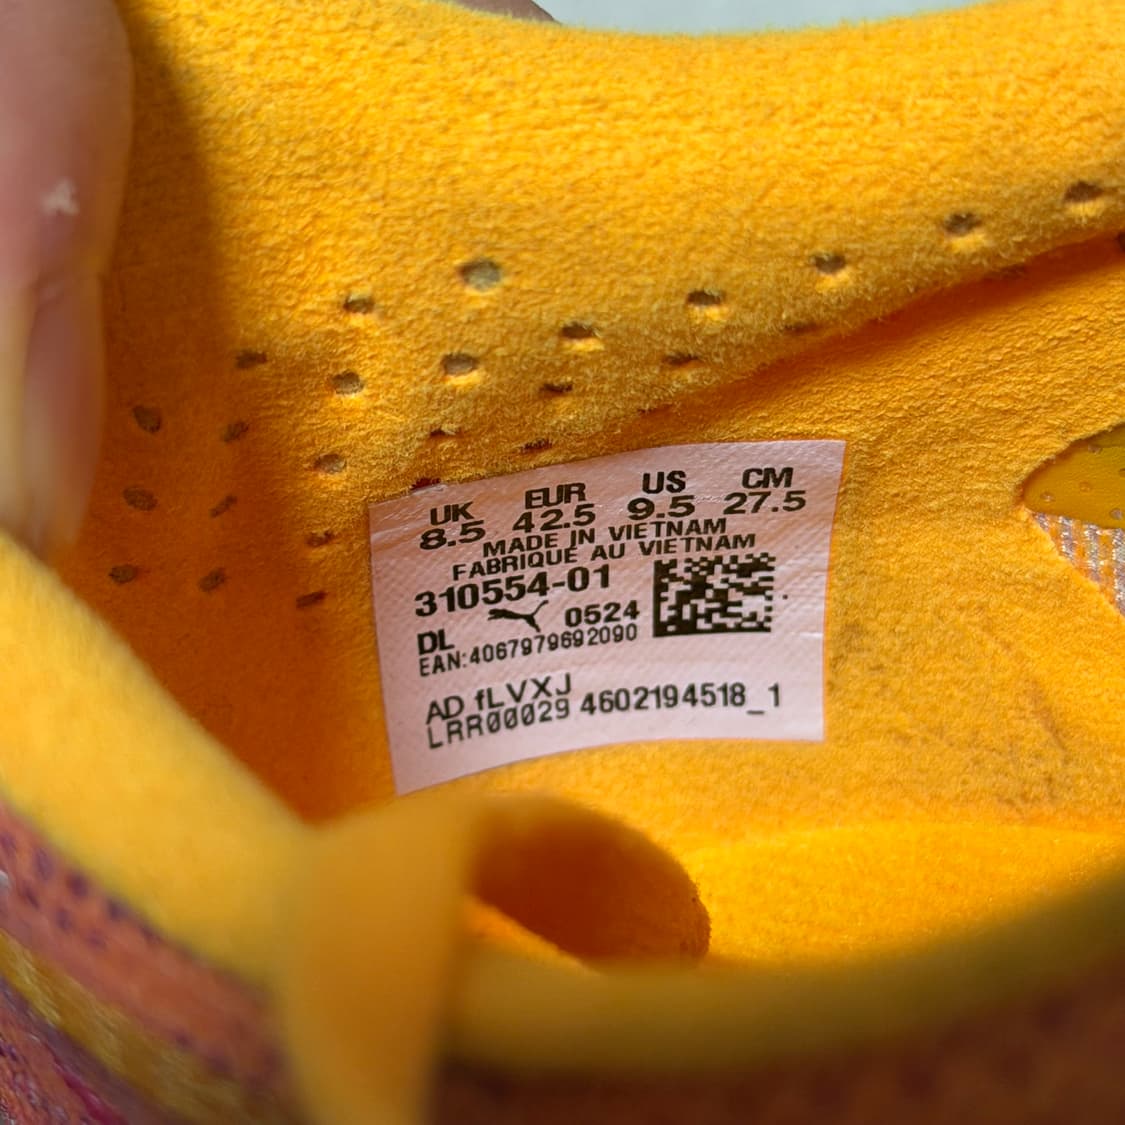 UK EUR US CM
8.5 42.5 9.5 27.5
MADE IN VIETNAM
FABRIQUE AU VIETNAM
310554-01
DL 0524
EAN:4067979692090
AD fLVXJ
LRR00029 4602194518_1